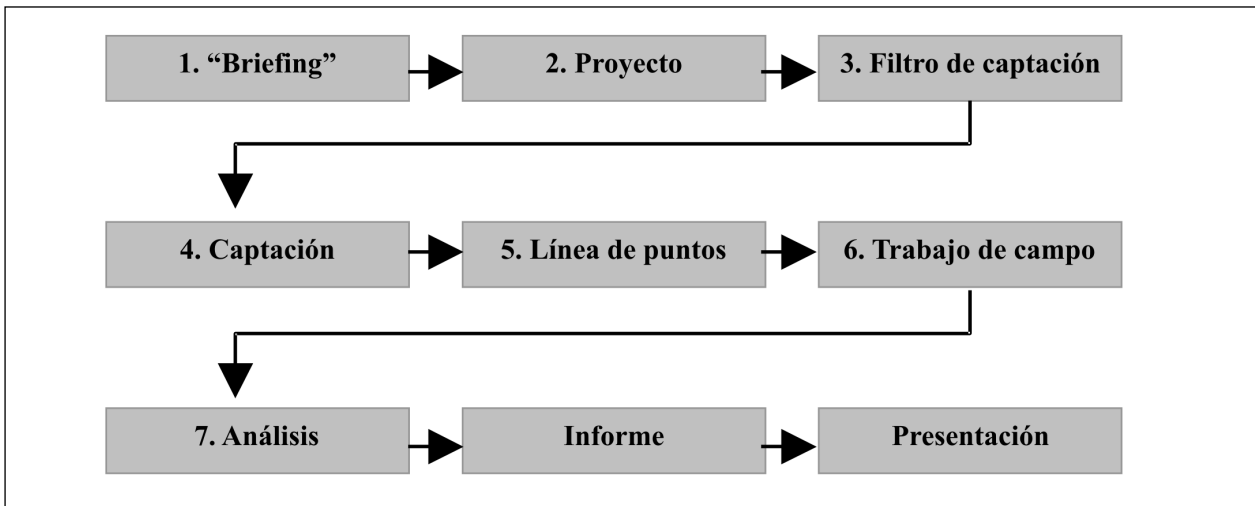 1. “Briefing”
2. Proyecto
3. Filtro de captación
4. Captación
5. Línea de puntos
6. Trabajo de campo
7. Análisis
Informe
Presentación